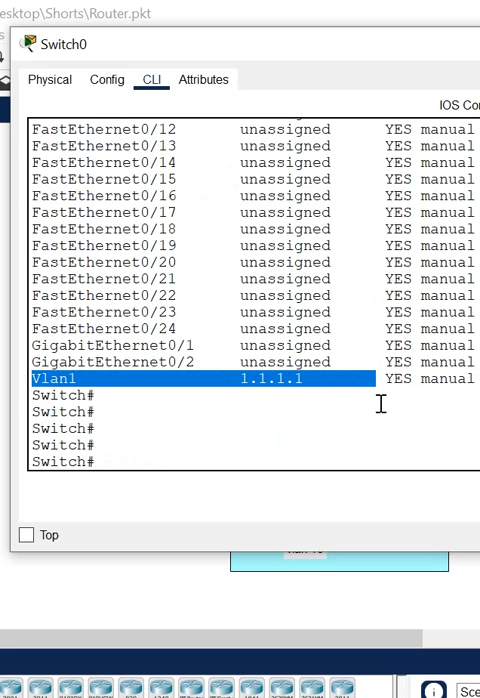 esktop\Shorts\Router.pkt
Switch0
Physical Config CLI Attributes
IOS Co
FastEthernet0/12 unassigned YES manual
FastEthernet0/13 unassigned YES manual
FastEthernet0/14 unassigned YES manual
FastEthernet0/15 unassigned YES manual
FastEthernet0/16 unassigned YES manual
FastEthernet0/17 unassigned YES manual
FastEthernet0/18 unassigned YES manual
FastEthernet0/19 unassigned YES manual
FastEthernet0/20 unassigned YES manual
FastEthernet0/21 unassigned YES manual
FastEthernet0/22 unassigned YES manual
FastEthernet0/23 unassigned YES manual
FastEthernet0/24 unassigned YES manual
GigabitEthernet0/1 unassigned YES manual
GigabitEthernet0/2 unassigned YES manual
Vlan1 1.1.1.1 YES manual
Switch#
Switch#
Switch#
Switch#
Switch#
Top
Sce